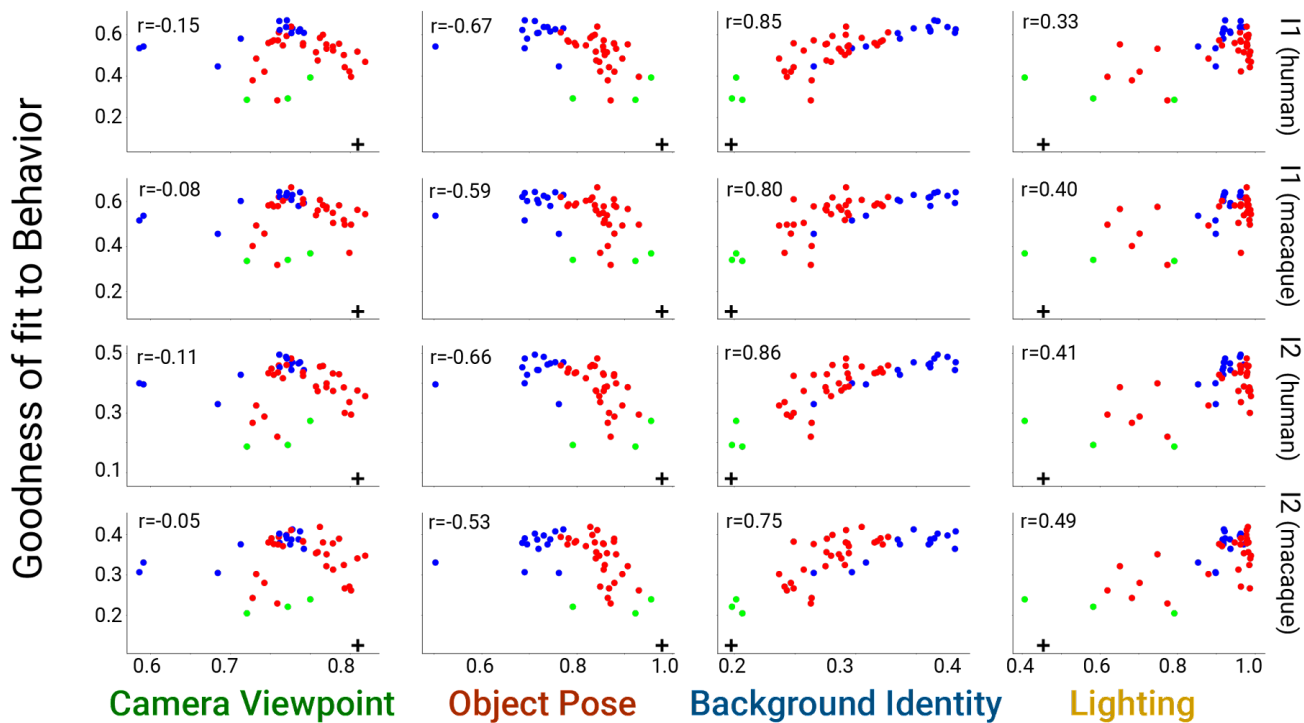 Goodness of fit to Behavior
r=-0.15
r=-0.67
r=0.85
r=0.33
0.6
0.4
0.2
I1 (human)
r=-0.08
r=-0.59
r=0.80
r=0.40
0.6
0.4
0.2
I1 (macaque)
r=-0.11
r=-0.66
r=0.86
r=0.41
0.5
0.3
0.1
I2 (human)
r=-0.05
r=-0.53
r=0.75
r=0.49
0.4
0.3
0.2
I2 (macaque)
0.6 0.7 0.8
0.6 0.8 1.0
0.2 0.3 0.4
0.4 0.6 0.8 1.0
Camera Viewpoint
Object Pose
Background Identity
Lighting